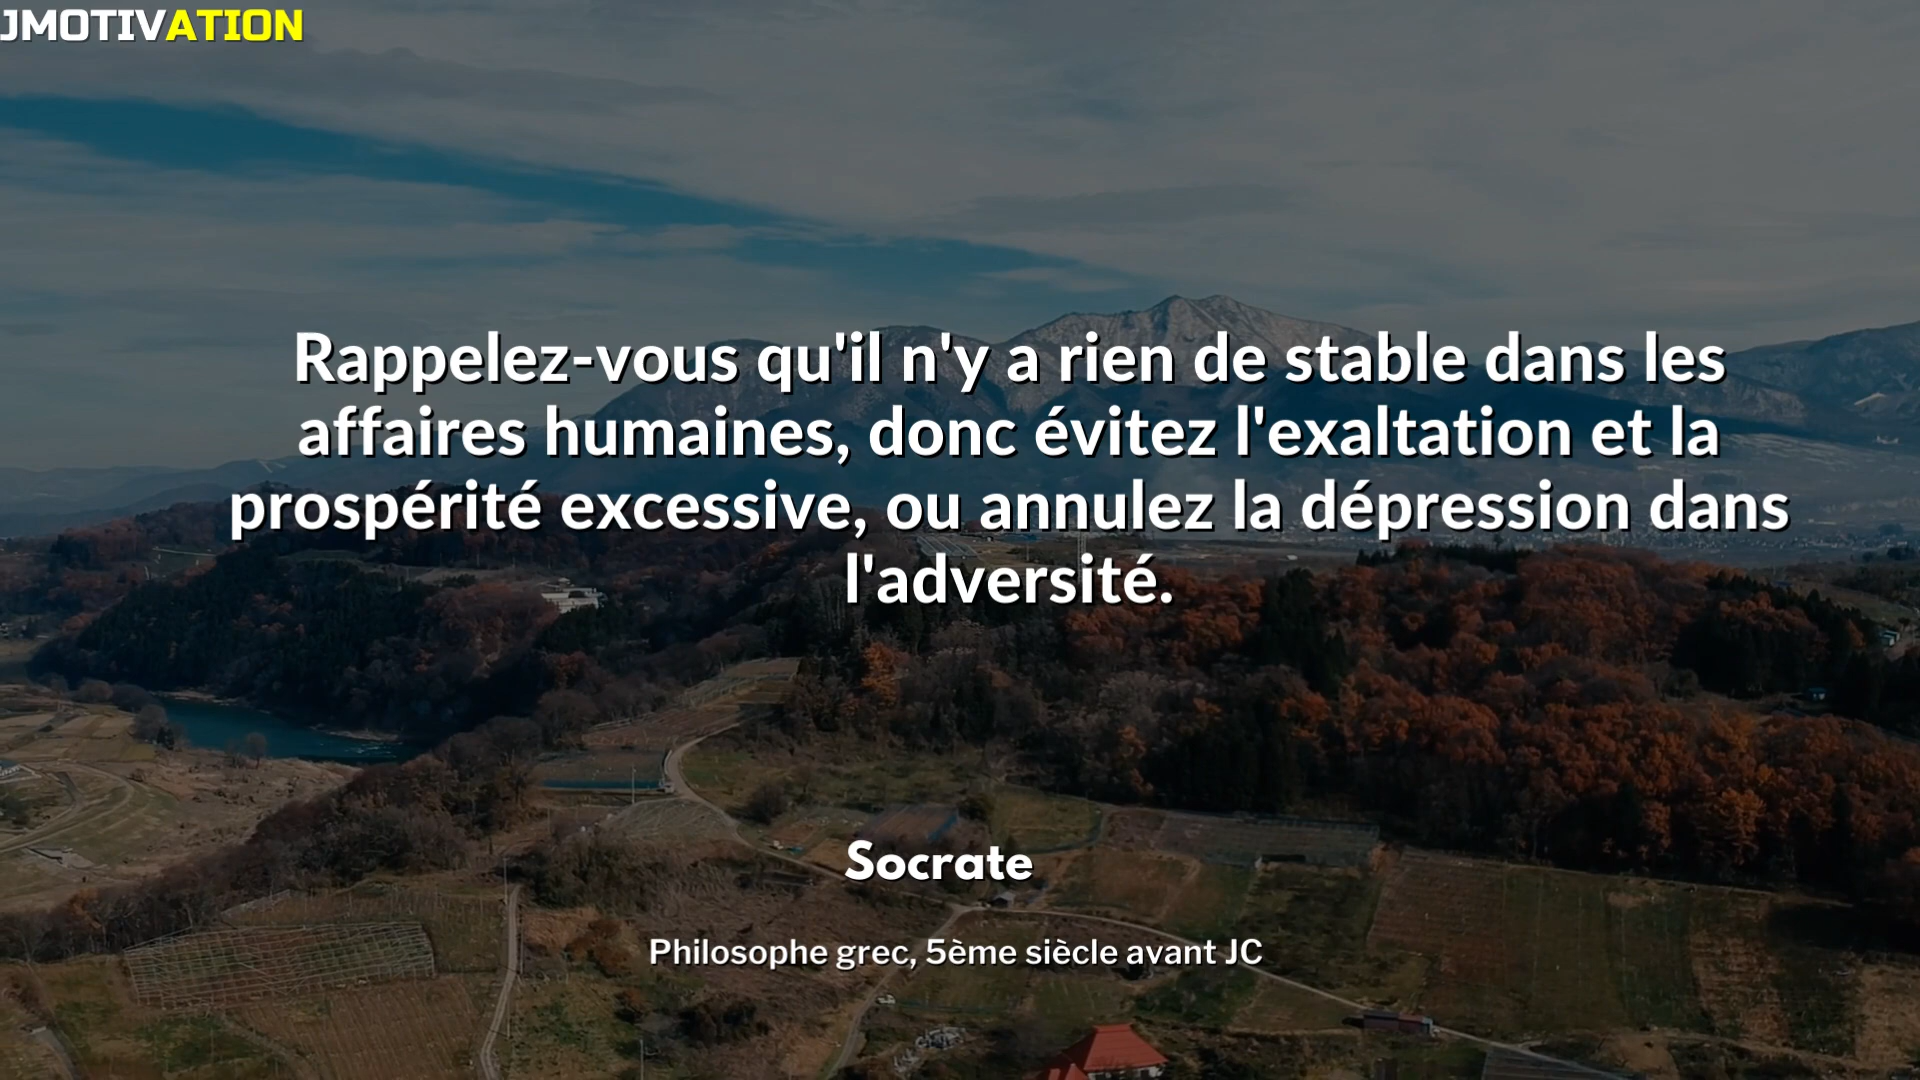 JMOTIVATION
Rappelez-vous qu'il n'y a rien de stable dans les
affaires humaines, donc évitez l'exaltation et la
prospérité excessive, ou annulez la dépression dans
l'adversité.
Socrate
Philosophe grec, 5ème siècle avant JC